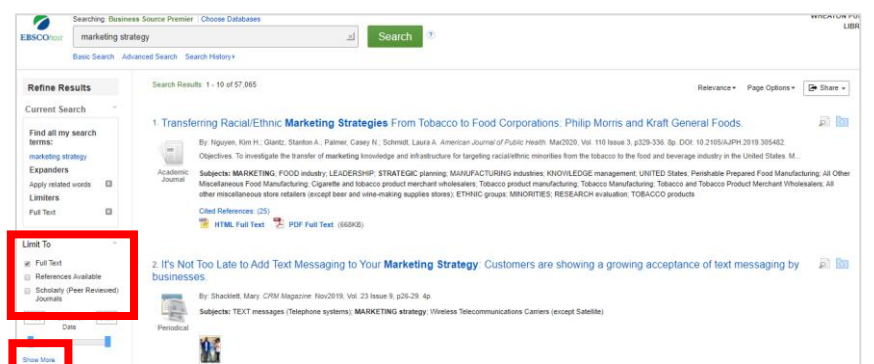 Searching: Business Source Premier | Choose Databases
WHEATON PU
LIBR
EBSCOhost
marketing strategy
Search
Basic Search Advanced Search Search History
Refine Results
Search Results: 1 - 10 of 57,065
Relevance Page Options Share
Current Search
Find all my search terms:
marketing strategy
Expanders
Apply related words
Limiters
Full Text
Limit To
Full Text
References Available
Scholarly (Peer Reviewed) Journals
Date
Show More
1. Transferring Racial/Ethnic Marketing Strategies From Tobacco to Food Corporations: Philip Morris and Kraft General Foods.
By: Nguyen, Kim H.; Glantz, Stanton A.; Palmer, Casey N.; Schmidt, Laura A. American Journal of Public Health. Mar2020, Vol. 110 Issue 3, p329-336. 8p. DOI: 10.2105/AJPH.2019.305482.
Objectives. To investigate the transfer of marketing knowledge and infrastructure for targeting racial/ethnic minorities from the tobacco to the food and beverage industry in the United States. M...
Academic Journal
Subjects: MARKETING; FOOD industry; LEADERSHIP; STRATEGIC planning; MANUFACTURING industries; KNOWLEDGE management; UNITED States; Perishable Prepared Food Manufacturing; All Other
Miscellaneous Food Manufacturing; Cigarette and tobacco product merchant wholesalers; Tobacco product manufacturing; Tobacco Manufacturing; Tobacco and Tobacco Product Merchant Wholesalers; All
other miscellaneous store retailers (except beer and wine-making supplies stores); ETHNIC groups; MINORITIES; RESEARCH evaluation; TOBACCO products
Cited References: (25)
HTML Full Text PDF Full Text (668KB)
2. It's Not Too Late to Add Text Messaging to Your Marketing Strategy: Customers are showing a growing acceptance of text messaging by
businesses.
By: Shacklett, Mary. CRM Magazine. Nov2019, Vol. 23 Issue 9, p26-29. 4p.
Subjects: TEXT messages (Telephone systems); MARKETING strategy; Wireless Telecommunications Carriers (except Satellite)
Periodical